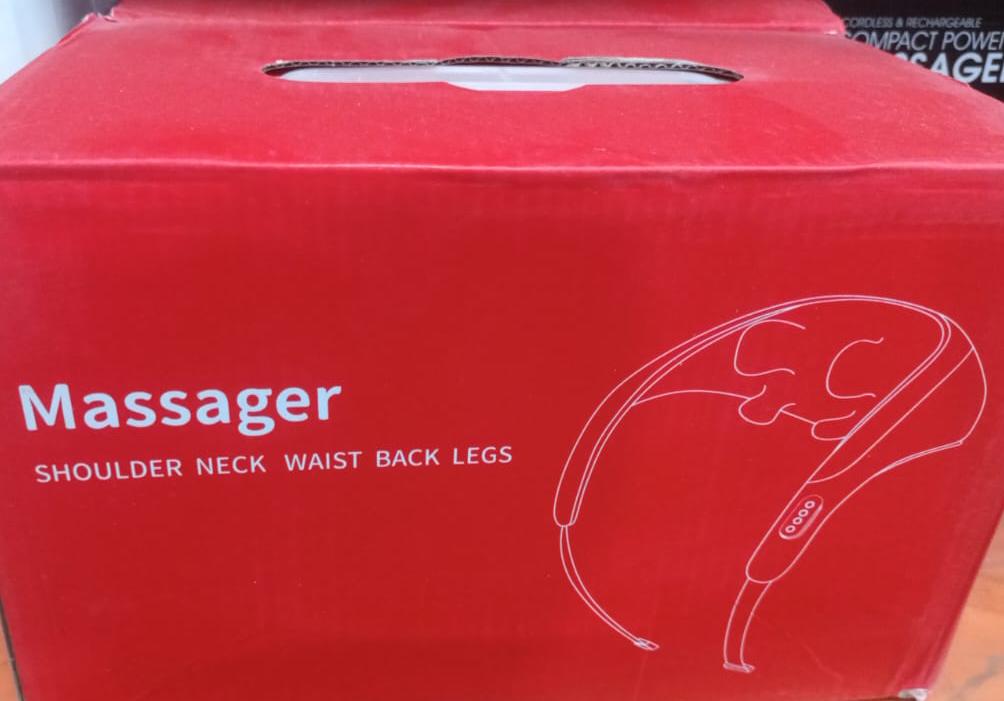 CORDLESS & RECHARGEABLE
COMPACT POWER
Massager
SHOULDER NECK WAIST BACK LEGS